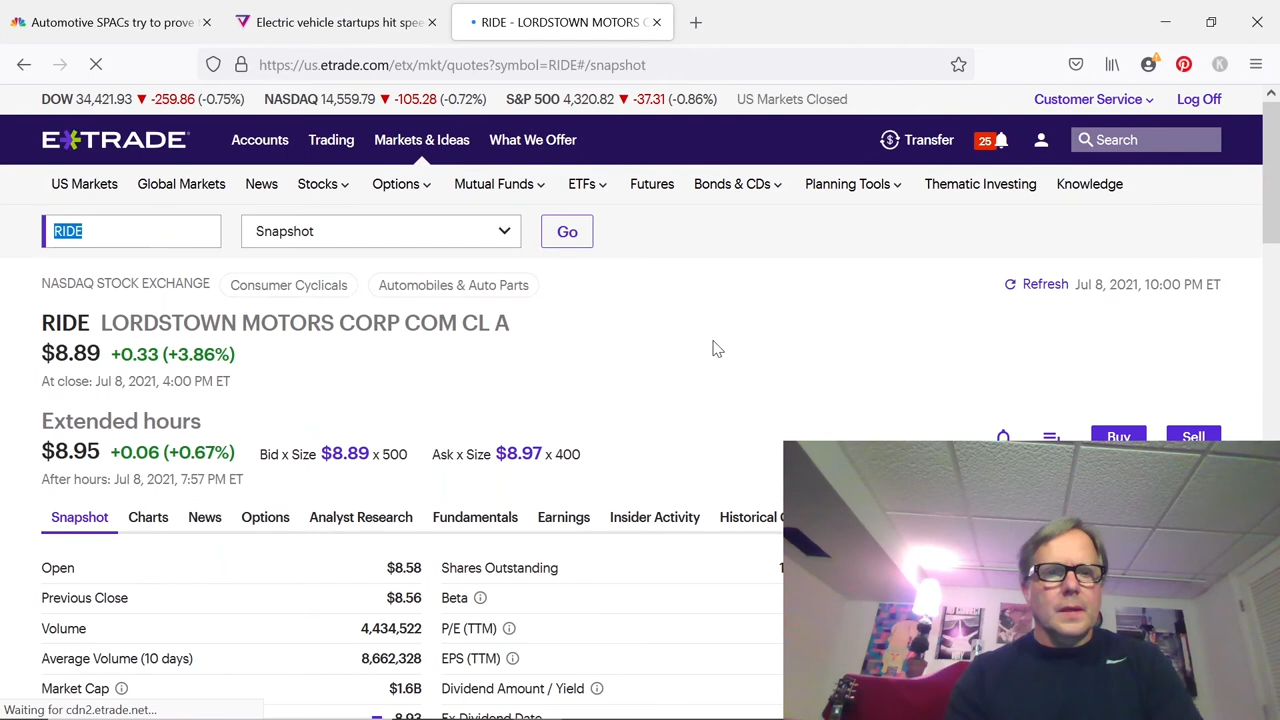 Automotive SPACs try to prove
Electric vehicle startups hit spee
RIDE - LORDSTOWN MOTORS C
https://us.etrade.com/etx/mkt/quotes?symbol=RIDE#/snapshot
DOW 34,421.93 -259.86 (-0.75%) NASDAQ 14,559.79 -105.28 (-0.72%) S&P 500 4,320.82 -37.31 (-0.86%) US Markets Closed Customer Service Log Off
E*TRADE Accounts Trading Markets & Ideas What We Offer Transfer 25 Search
US Markets Global Markets News Stocks Options Mutual Funds ETFs Futures Bonds & CDs Planning Tools Thematic Investing Knowledge
RIDE Snapshot Go
NASDAQ STOCK EXCHANGE Consumer Cyclicals Automobiles & Auto Parts Refresh Jul 8, 2021, 10:00 PM ET
RIDE LORDSTOWN MOTORS CORP COM CL A
$8.89 +0.33 (+3.86%)
At close: Jul 8, 2021, 4:00 PM ET
Extended hours
$8.95 +0.06 (+0.67%) Bid x Size $8.89 x 500 Ask x Size $8.97 x 400 Buy Sell
After hours: Jul 8, 2021, 7:57 PM ET
Snapshot Charts News Options Analyst Research Fundamentals Earnings Insider Activity Historical
Open $8.58 Shares Outstanding
Previous Close $8.56 Beta
Volume 4,434,522 P/E (TTM)
Average Volume (10 days) 8,662,328 EPS (TTM)
Market Cap $1.6B Dividend Amount / Yield
-8.93 Ex Dividend Date
Waiting for cdn2.etrade.net...